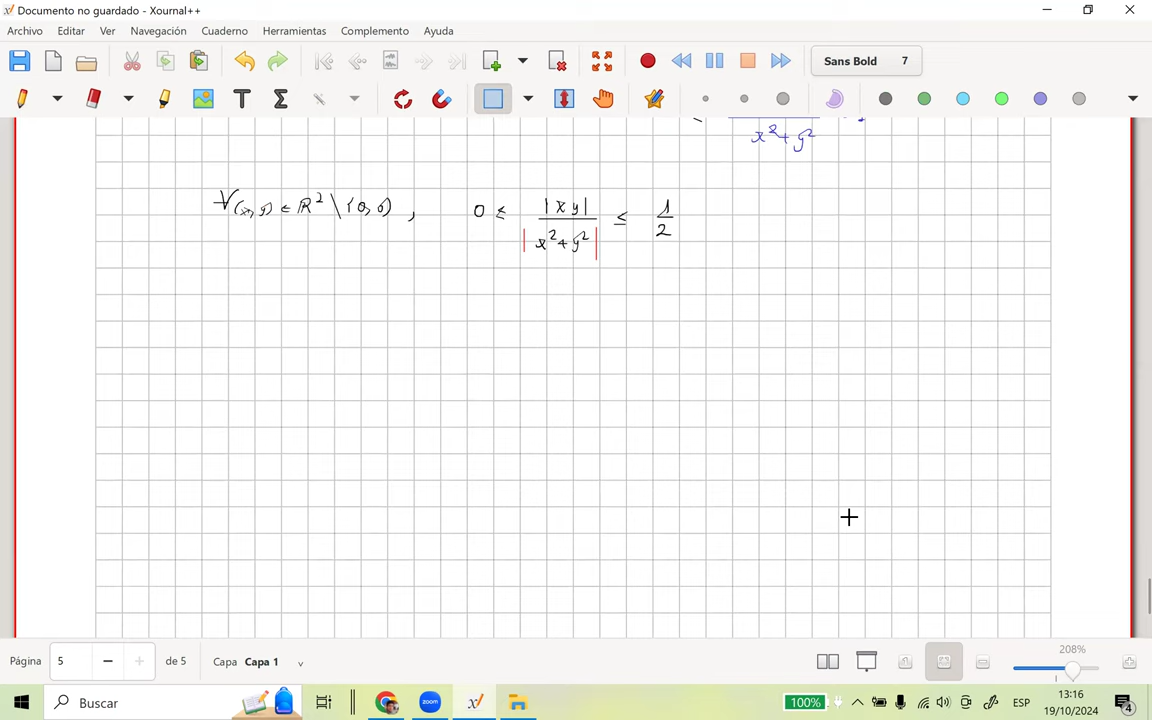 Documento no guardado - Xournal++
Archivo Editar Ver Navegación Cuaderno Herramientas Complemento Ayuda
Sans Bold 7
x² + y²
∀(x, y) ∈ ℝ² \ (0, 0) , 0 ≤ |x y| / |x² + y²| ≤ 1/2
Página 5 de 5 Capa Capa 1 208%
Buscar zoom 100% ESP 13:16
19/10/2024 4